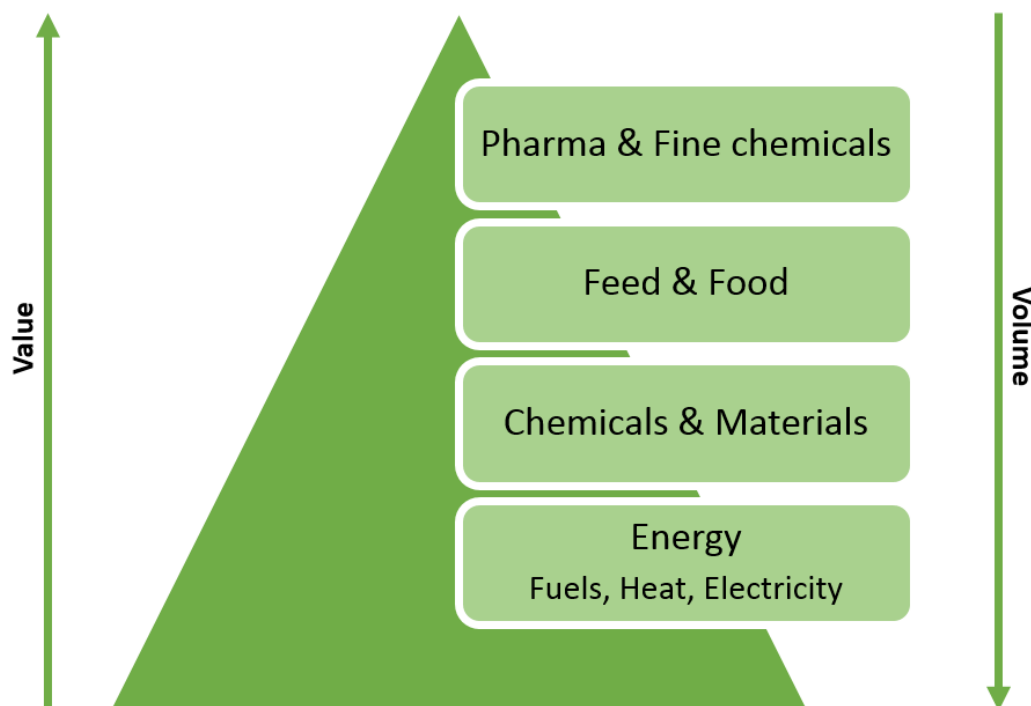 Pharma & Fine chemicals
Feed & Food
Value
Volume
Chemicals & Materials
Energy
Fuels, Heat, Electricity